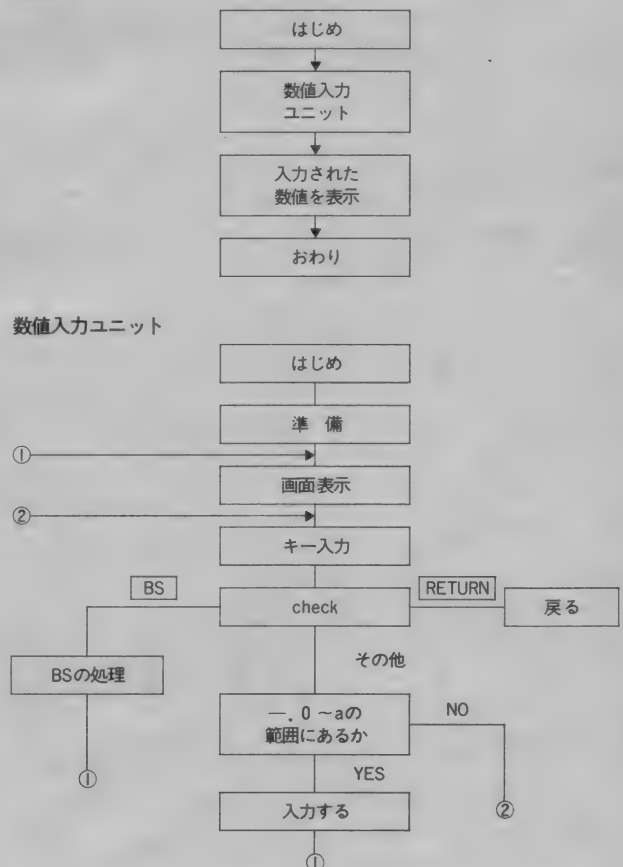 はじめ
数値入力
ユニット
入力された
数値を表示
おわり
数値入力ユニット
はじめ
準 備
①
画面表示
②
キー入力
BS
check
RETURN
戻る
その他
BSの処理
―. 0 ~aの
範囲にあるか
NO
YES
①
②
入力する
①